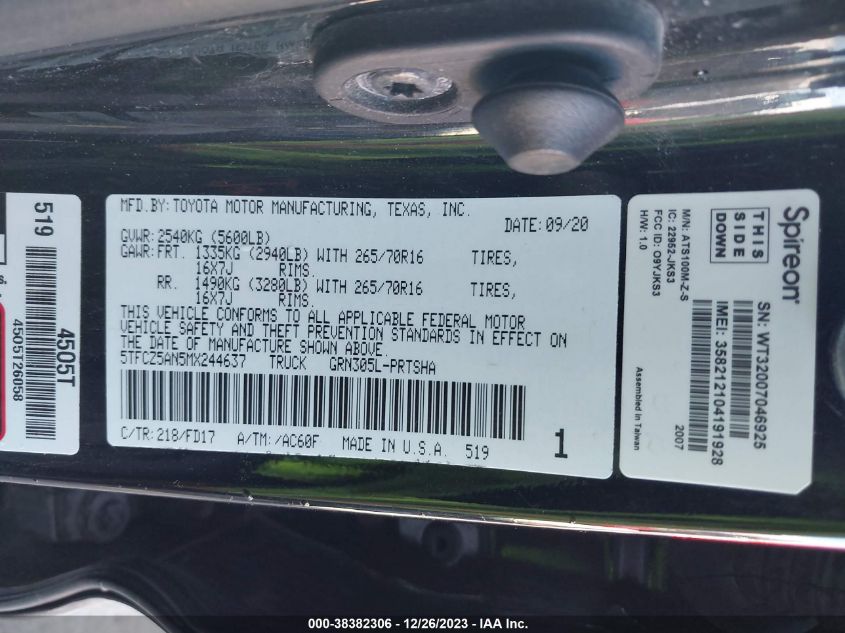 519
4505T
4505T26058
MFD.BY: TOYOTA MOTOR MANUFACTURING, TEXAS, INC.
DATE: 09/20
GVWR: 2540KG (5600LB)
GAWR: FRT. 1335KG (2940LB) WITH 265/70R16 TIRES,
16X7J RIMS.
RR. 1490KG (3280LB) WITH 265/70R16 TIRES,
16X7J RIMS.
THIS VEHICLE CONFORMS TO ALL APPLICABLE FEDERAL MOTOR
VEHICLE SAFETY AND THEFT PREVENTION STANDARDS IN EFFECT ON
THE DATE OF MANUFACTURE SHOWN ABOVE.
5TFCZ5AN5MX244637 TRUCK GRN305L-PRTSHA
C/TR: 218/FD17 A/TM: /AC60F MADE IN U.S.A. 519
1
Spireon®
THIS
SIDE
DOWN
M/N: ATS100M-Z-S
IC: 22952-JKS3
FCC ID: O9YJKS3
H/W: 1.0
SN: WT32007046925
IMEI: 358212104191928
2007
Assembled in Taiwan
000-38382306 - 12/26/2023 - IAA Inc.